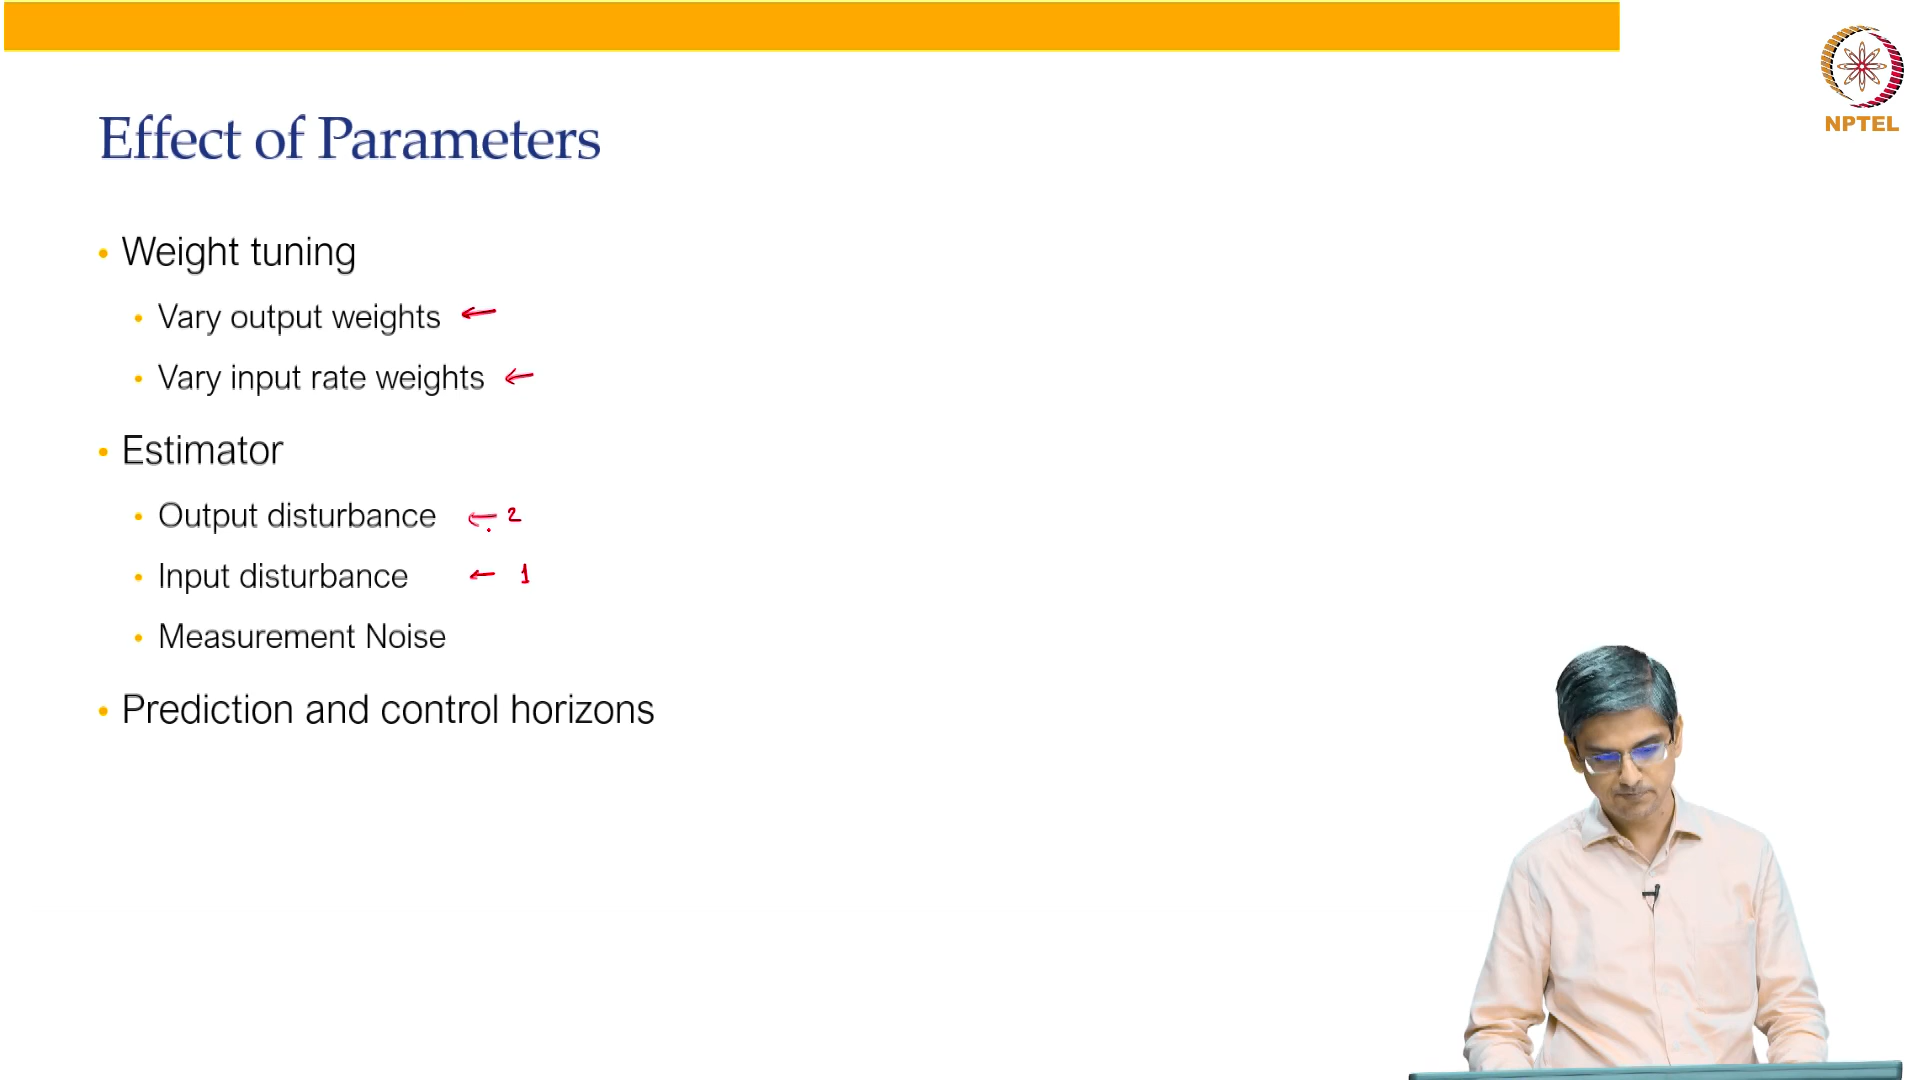 NPTEL
Effect of Parameters
• Weight tuning
• Vary output weights ←
• Vary input rate weights ←
• Estimator
• Output disturbance ← 2
• Input disturbance ← 1
• Measurement Noise
• Prediction and control horizons